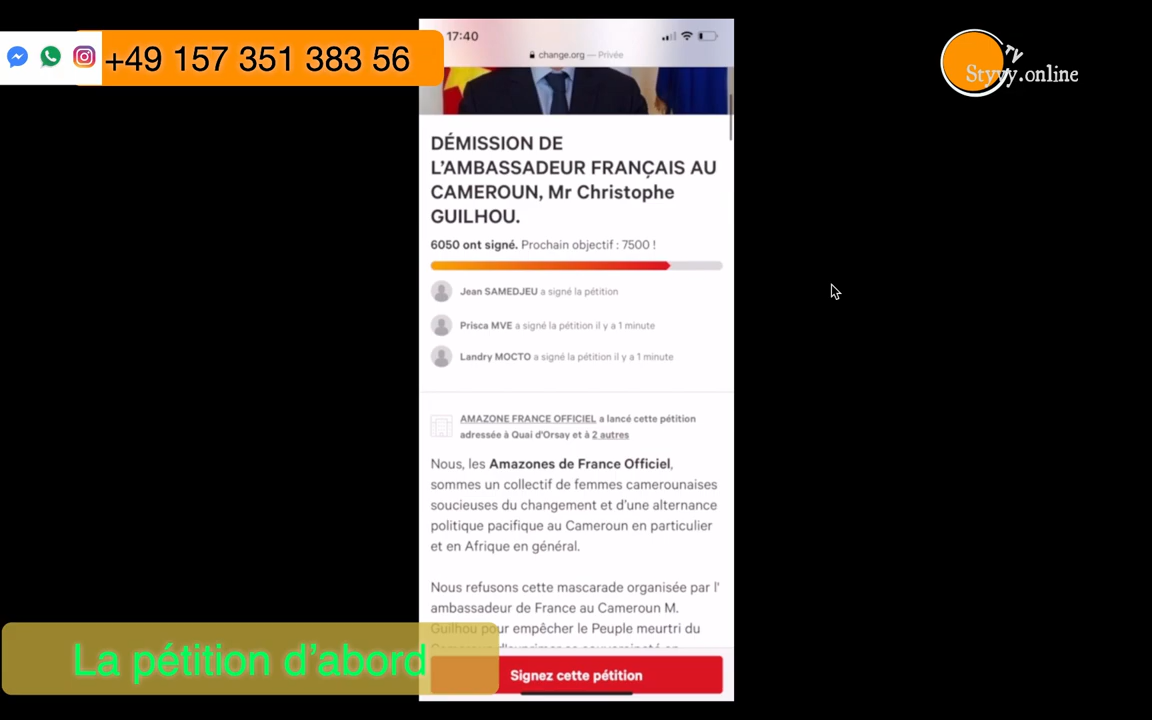 +49 157 351 383 56
TV
Styvy.online
17:40
change.org — Privée
DÉMISSION DE
L'AMBASSADEUR FRANÇAIS AU
CAMEROUN, Mr Christophe
GUILHOU.
6050 ont signé. Prochain objectif : 7500 !
Jean SAMEDJEU a signé la pétition
Prisca MVE a signé la pétition il y a 1 minute
Landry MOCTO a signé la pétition il y a 1 minute
AMAZONE FRANCE OFFICIEL a lancé cette pétition
adressée à Quai d'Orsay et à 2 autres
Nous, les Amazones de France Officiel,
sommes un collectif de femmes camerounaises
soucieuses du changement et d'une alternance
politique pacifique au Cameroun en particulier
et en Afrique en général.
Nous refusons cette mascarade organisée par l'
ambassadeur de France au Cameroun M.
Guilhou pour empêcher le Peuple meurtri du
La pétition d'abord
Signez cette pétition